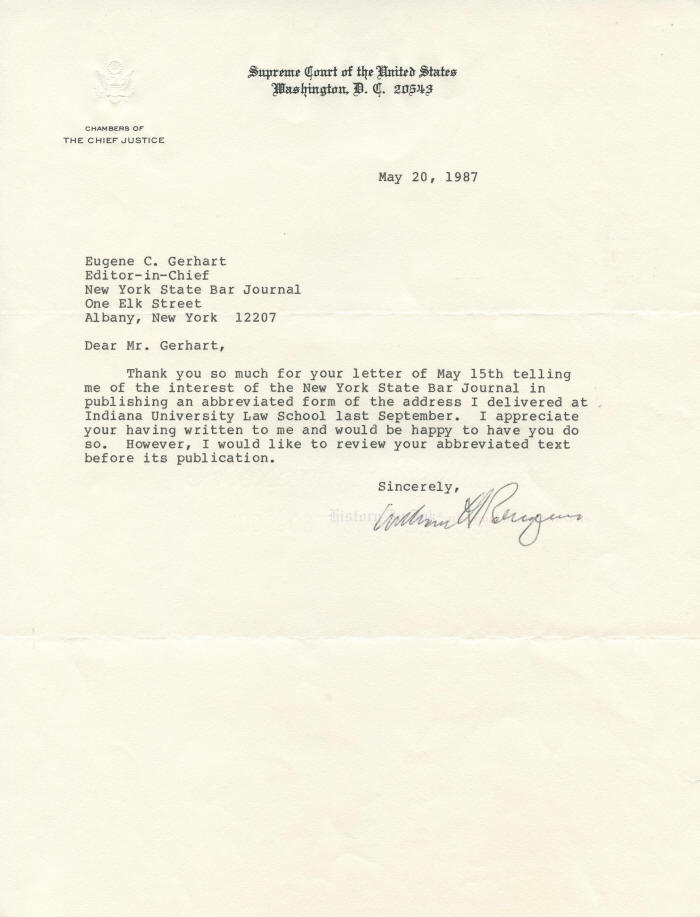 Supreme Court of the United States
Washington, D. C. 20543
CHAMBERS OF
THE CHIEF JUSTICE
May 20, 1987
Eugene C. Gerhart
Editor-in-Chief
New York State Bar Journal
One Elk Street
Albany, New York 12207
Dear Mr. Gerhart,
Thank you so much for your letter of May 15th telling
me of the interest of the New York State Bar Journal in
publishing an abbreviated form of the address I delivered at
Indiana University Law School last September. I appreciate
your having written to me and would be happy to have you do
so. However, I would like to review your abbreviated text
before its publication.
Sincerely,
William H Rehnquist